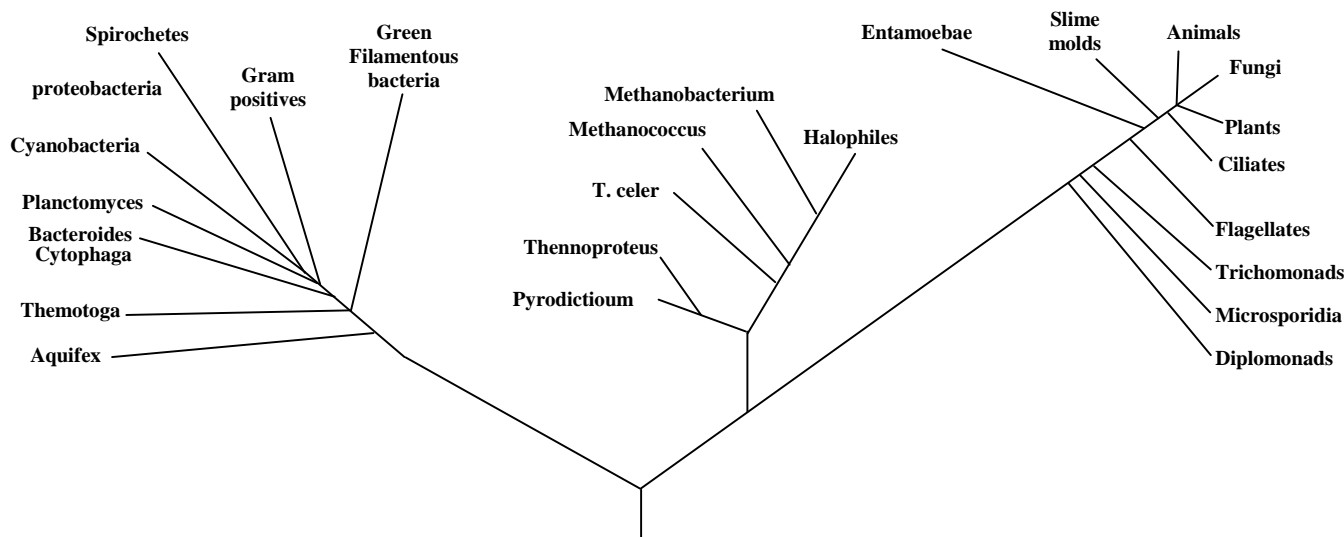 Spirochetes
proteobacteria
Gram
positives
Green
Filamentous
bacteria
Cyanobacteria
Planctomyces
Bacteroides
Cytophaga
Themotoga
Aquifex
Methanobacterium
Methanococcus
Halophiles
T. celer
Thennoproteus
Pyrodictioum
Entamoebae
Slime
molds
Animals
Fungi
Plants
Ciliates
Flagellates
Trichomonads
Microsporidia
Diplomonads